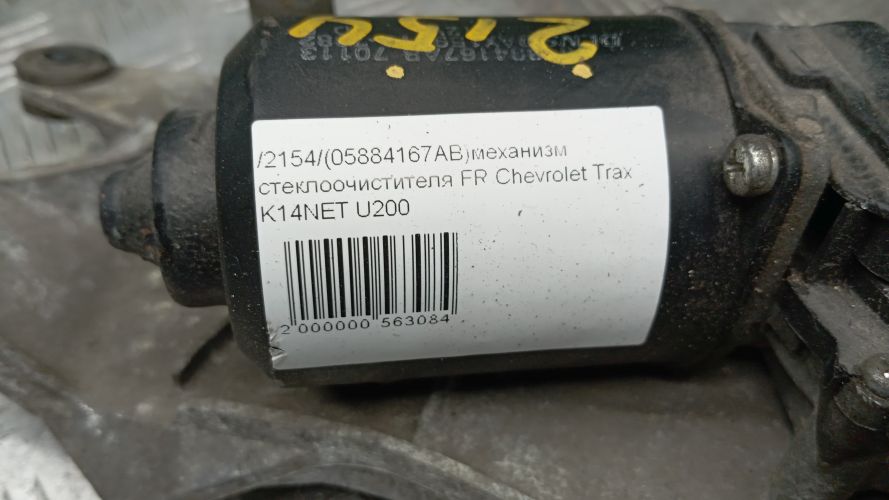 2154
/2154/(05884167AB)механизм
стеклоочистителя FR Chevrolet Trax
K14NET U200
2 000000 563084